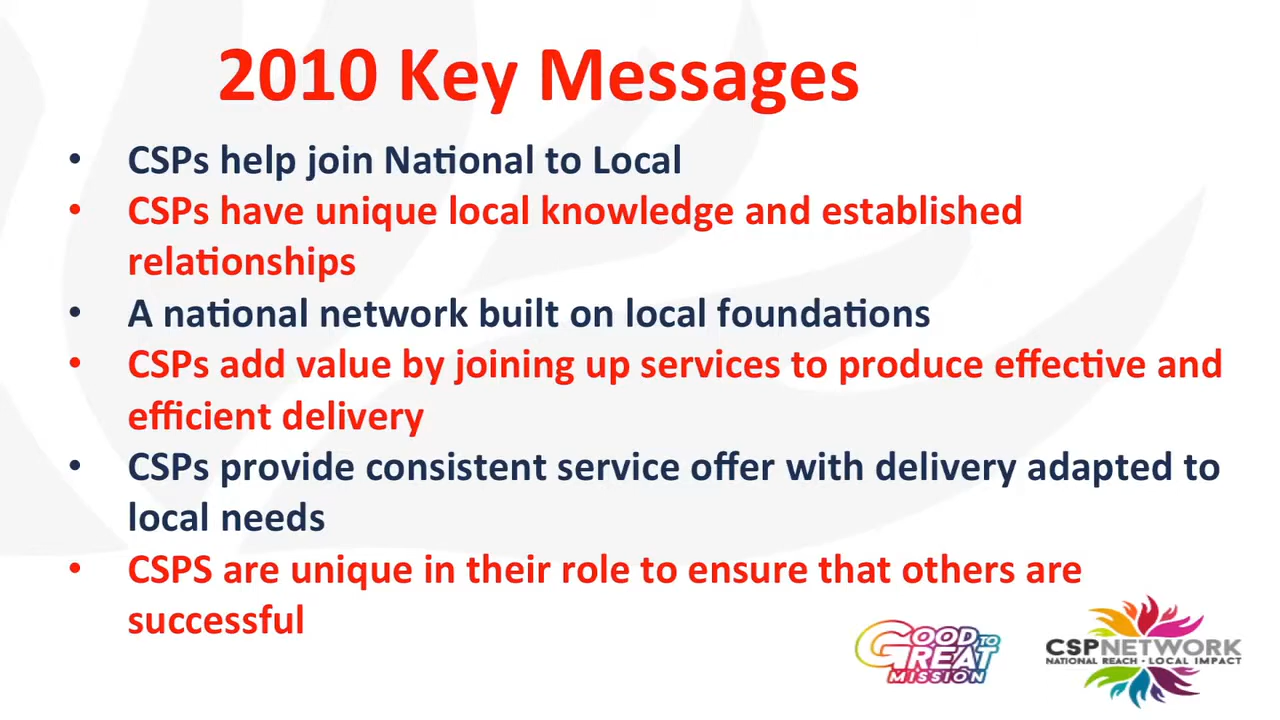 2010 Key Messages
• CSPs help join National to Local
• CSPs have unique local knowledge and established
relationships
• A national network built on local foundations
• CSPs add value by joining up services to produce effective and
efficient delivery
• CSPs provide consistent service offer with delivery adapted to
local needs
• CSPS are unique in their role to ensure that others are
successful
GOOD TO
GREAT
MISSION
CSPNETWORK
NATIONAL REACH • LOCAL IMPACT